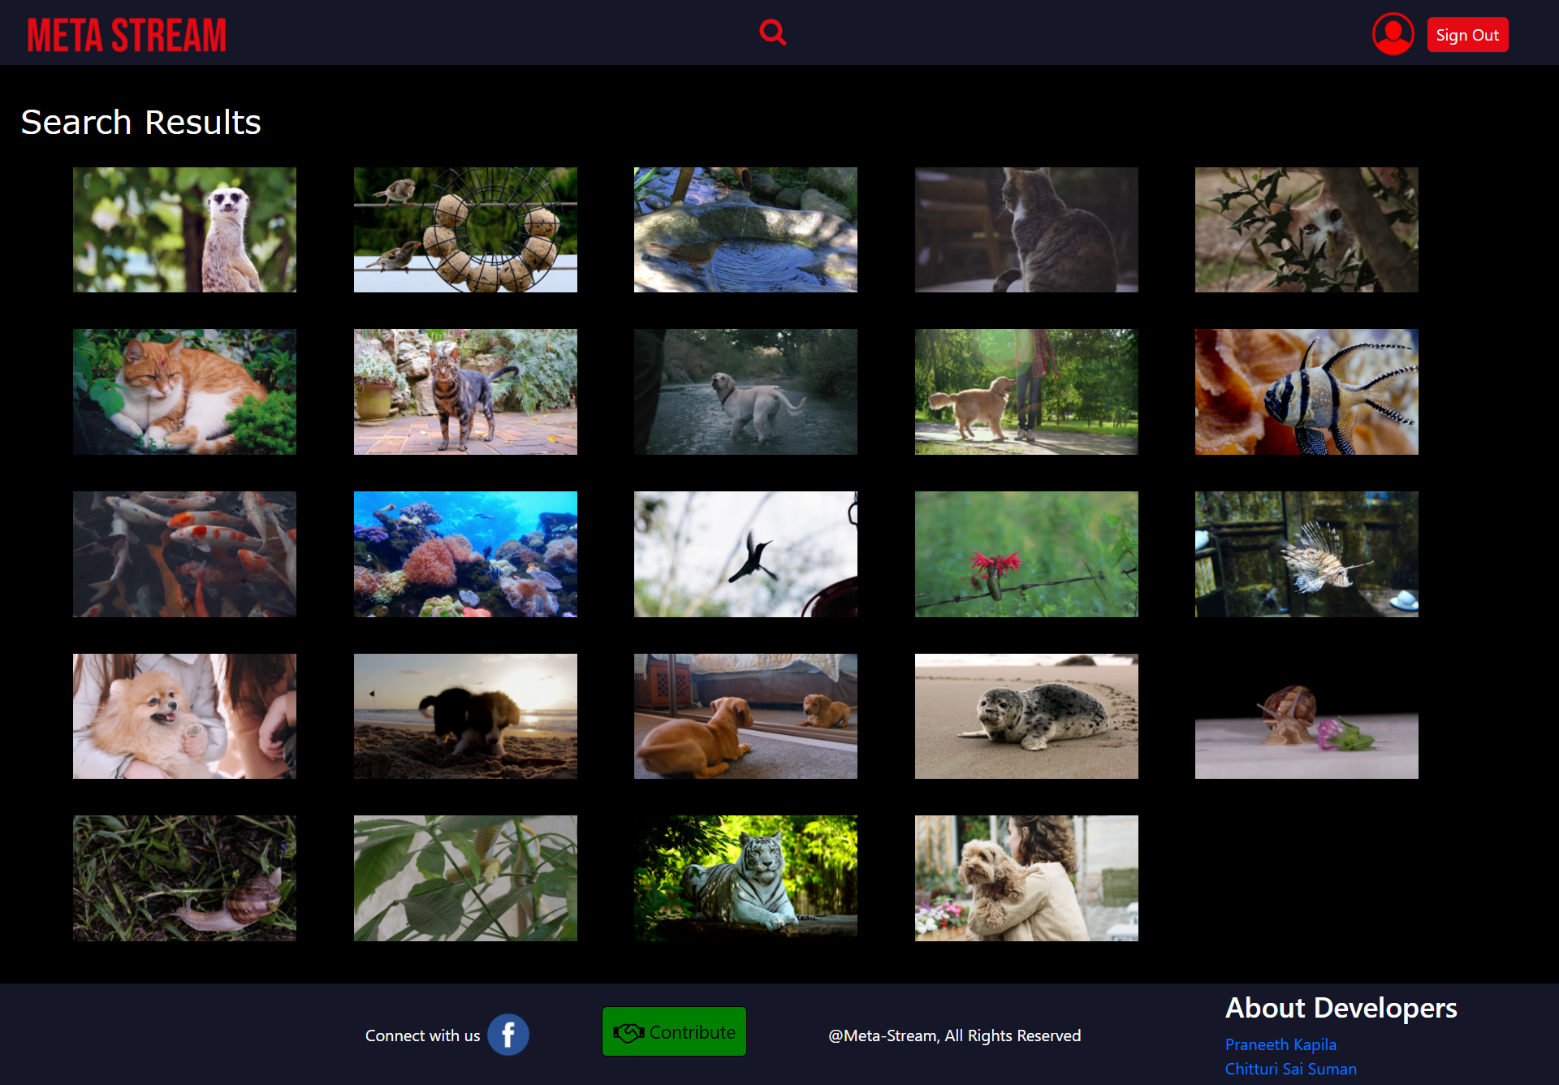 META STREAM
Sign Out
Search Results
Connect with us
Contribute
@Meta-Stream, All Rights Reserved
About Developers
Praneeth Kapila
Chitturi Sai Suman